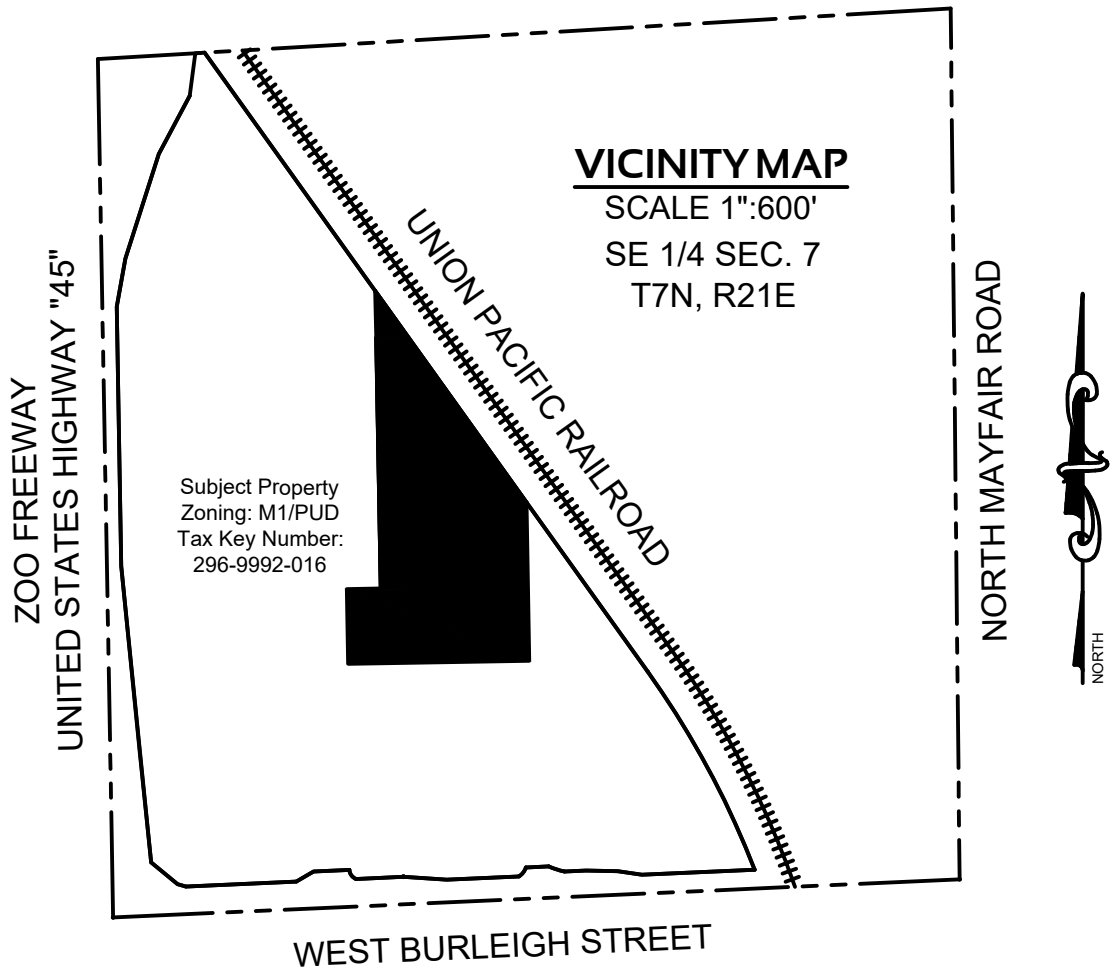 VICINITY MAP
SCALE 1":600'
SE 1/4 SEC. 7
T7N, R21E
UNION PACIFIC RAILROAD
ZOO FREEWAY
UNITED STATES HIGHWAY "45"
Subject Property
Zoning: M1/PUD
Tax Key Number:
296-9992-016
NORTH MAYFAIR ROAD
NORTH
WEST BURLEIGH STREET